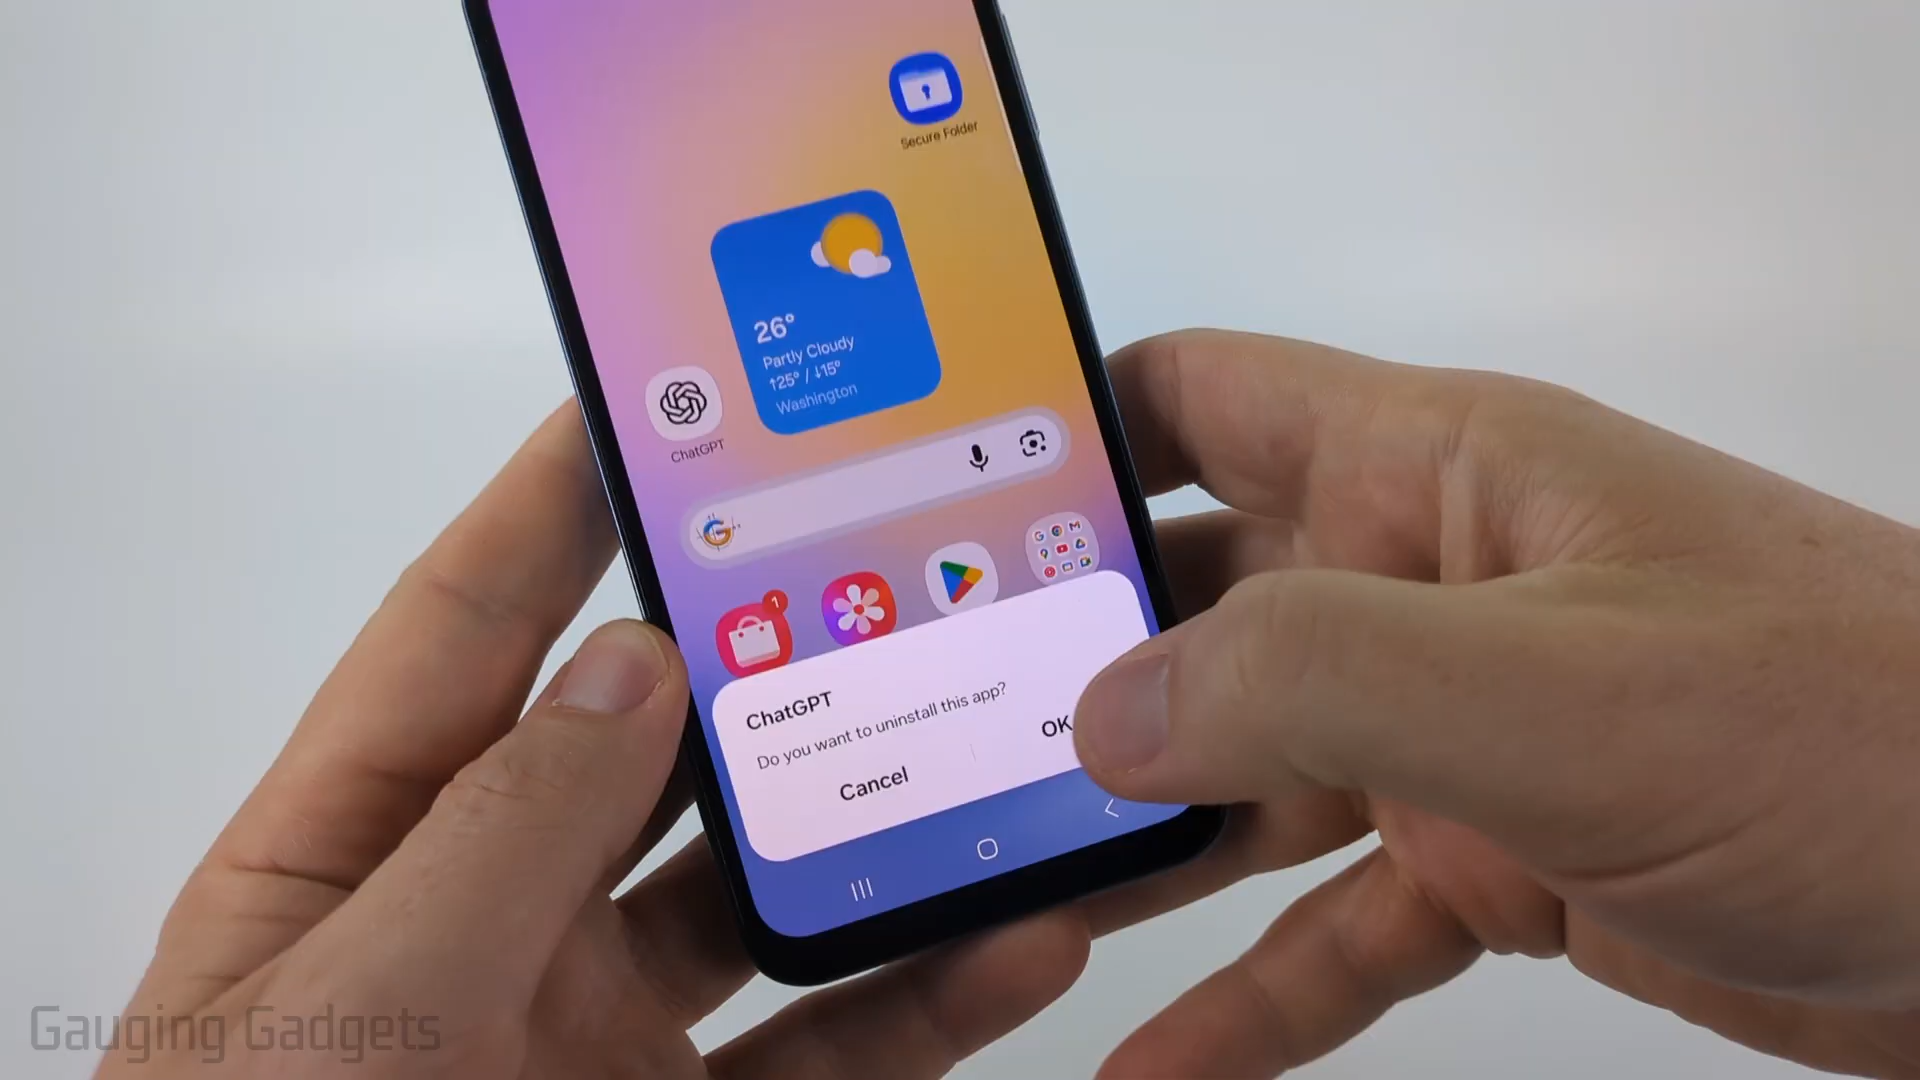 Secure Folder
26°
Partly Cloudy
↑25° / ↓15°
Washington
ChatGPT
1
ChatGPT
Do you want to uninstall this app?
Cancel
OK
Gauging Gadgets